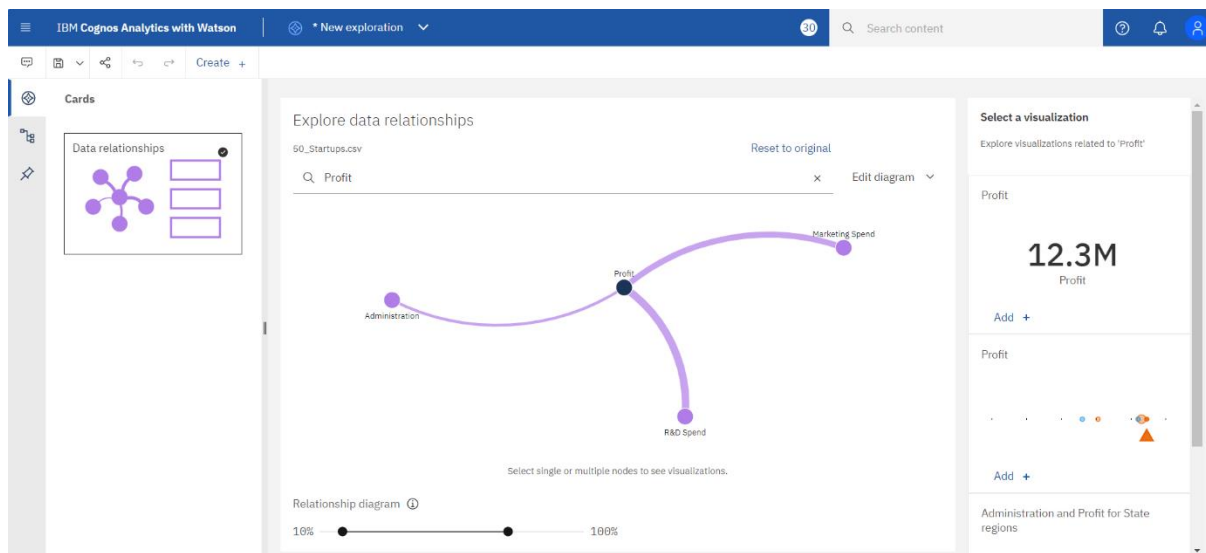 IBM Cognos Analytics with Watson
* New exploration
30
Search content
Create +
Cards
Data relationships
Explore data relationships
50_Startups.csv
Reset to original
Profit
×
Edit diagram
Marketing Spend
Profit
Administration
R&D Spend
Select single or multiple nodes to see visualizations.
Relationship diagram
10%
100%
Select a visualization
Explore visualizations related to 'Profit'
Profit
12.3M
Profit
Add +
Profit
Add +
Administration and Profit for State
regions